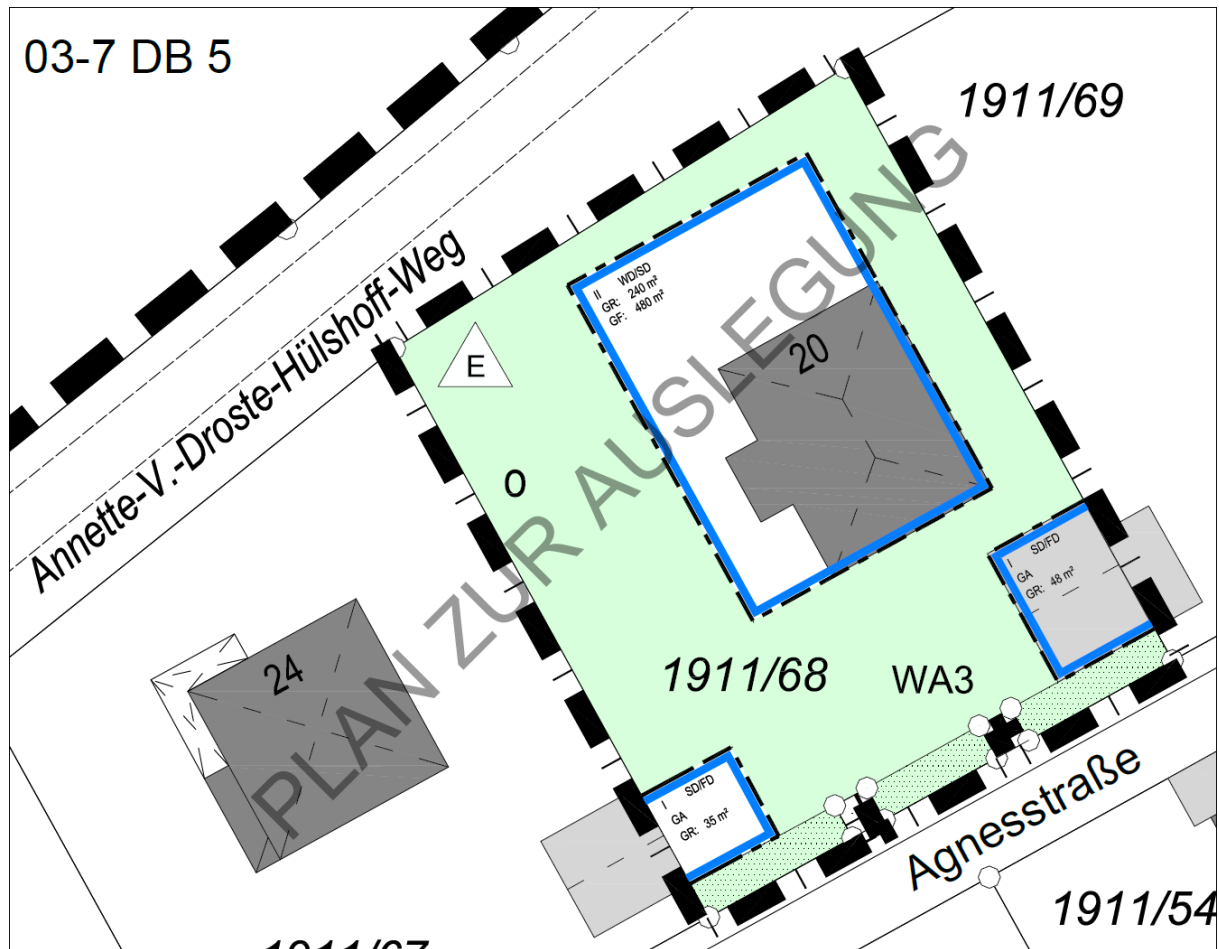 03-7 DB 5
1911/69
Annette-V.-Droste-Hülshoff-Weg
II WD/SD
GR: 240 m²
GF: 480 m²
E
20
O
PLAN ZUR AUSLEGUNG
I SD/FD
GA
GR: 48 m²
24
1911/68
WA3
I SD/FD
GA
GR: 35 m²
Agnesstraße
1911/54
1911/67